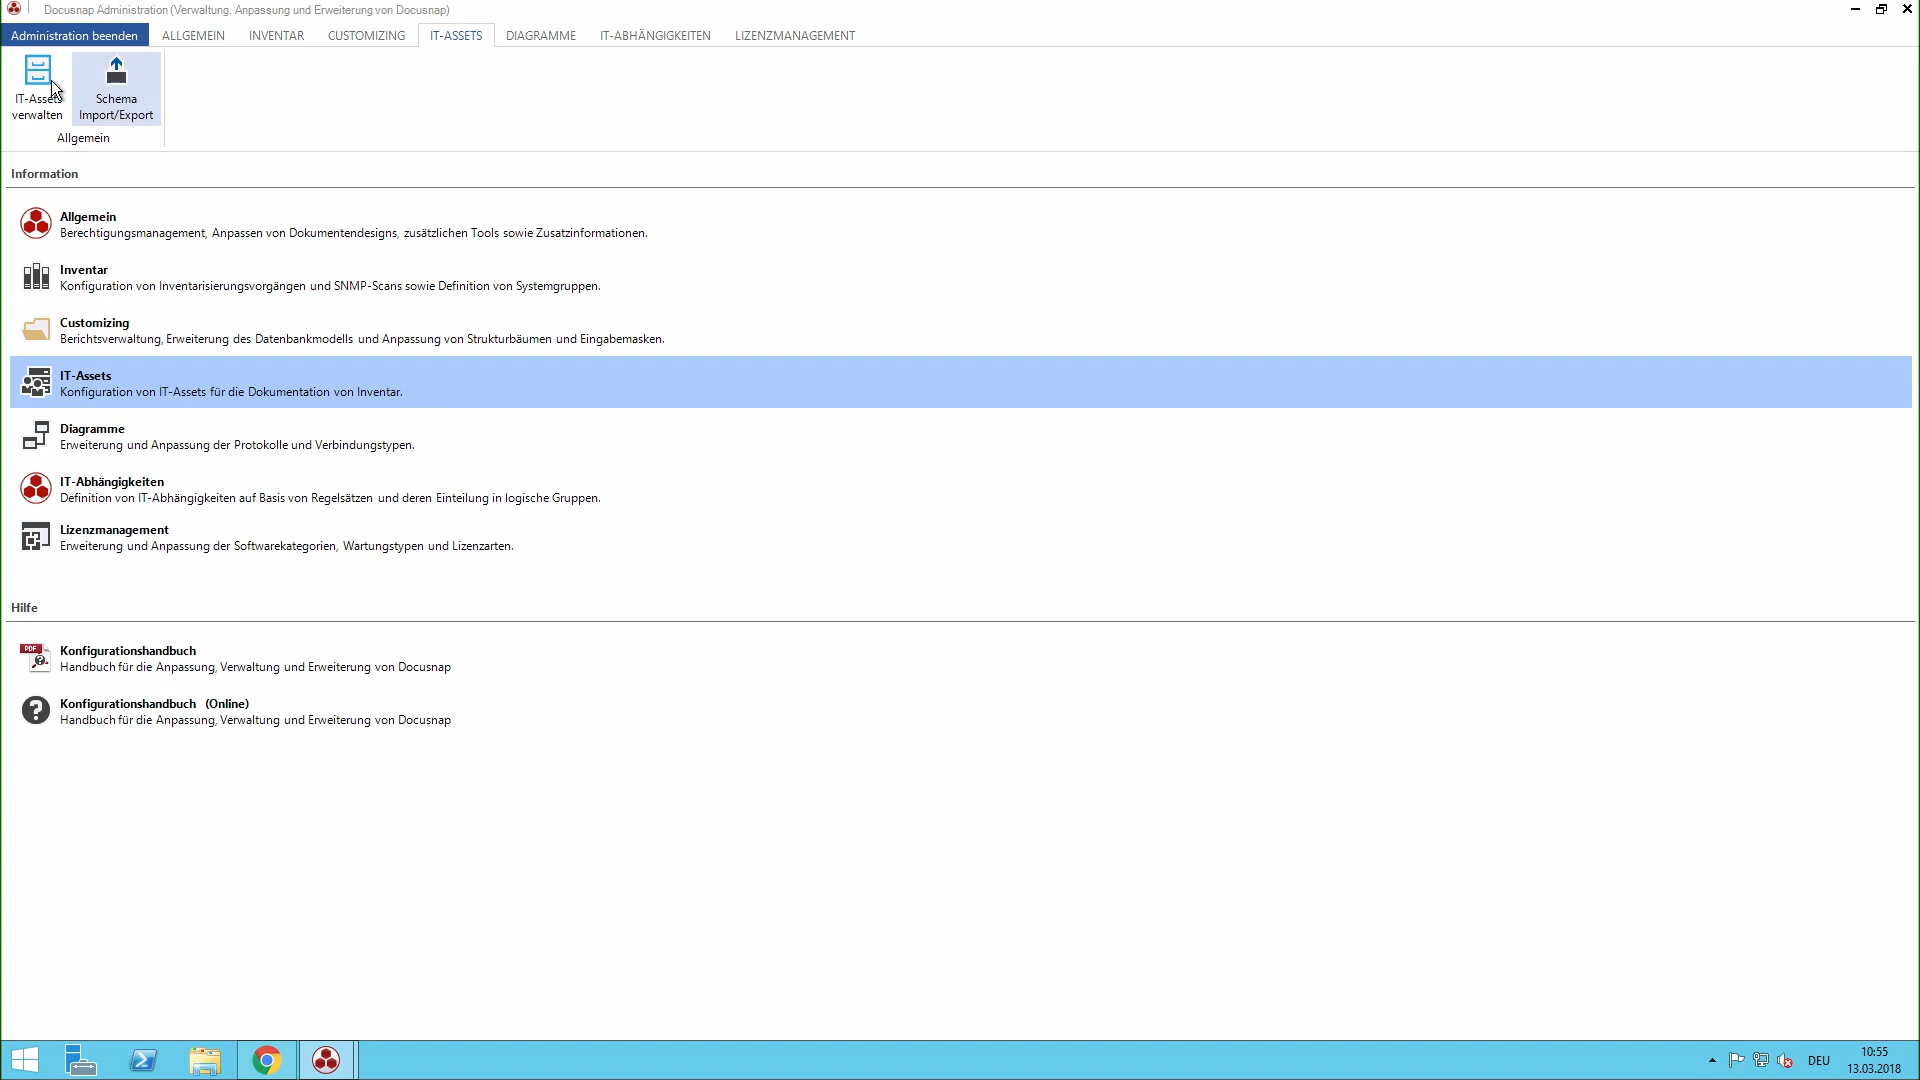 Docusnap Administration (Verwaltung, Anpassung und Erweiterung von Docusnap)
Administration beenden
ALLGEMEIN
INVENTAR
CUSTOMIZING
IT-ASSETS
DIAGRAMME
IT-ABHÄNGIGKEITEN
LIZENZMANAGEMENT
IT-Assets
verwalten
Schema
Import/Export
Allgemein
Information
Allgemein
Berechtigungsmanagement, Anpassen von Dokumentendesigns, zusätzlichen Tools sowie Zusatzinformationen.
Inventar
Konfiguration von Inventarisierungsvorgängen und SNMP-Scans sowie Definition von Systemgruppen.
Customizing
Berichtsverwaltung, Erweiterung des Datenbankmodells und Anpassung von Strukturbäumen und Eingabemasken.
IT-Assets
Konfiguration von IT-Assets für die Dokumentation von Inventar.
Diagramme
Erweiterung und Anpassung der Protokolle und Verbindungstypen.
IT-Abhängigkeiten
Definition von IT-Abhängigkeiten auf Basis von Regelsätzen und deren Einteilung in logische Gruppen.
Lizenzmanagement
Erweiterung und Anpassung der Softwarekategorien, Wartungstypen und Lizenzarten.
Hilfe
PDF
Konfigurationshandbuch
Handbuch für die Anpassung, Verwaltung und Erweiterung von Docusnap
Konfigurationshandbuch (Online)
Handbuch für die Anpassung, Verwaltung und Erweiterung von Docusnap
DEU
10:55
13.03.2018